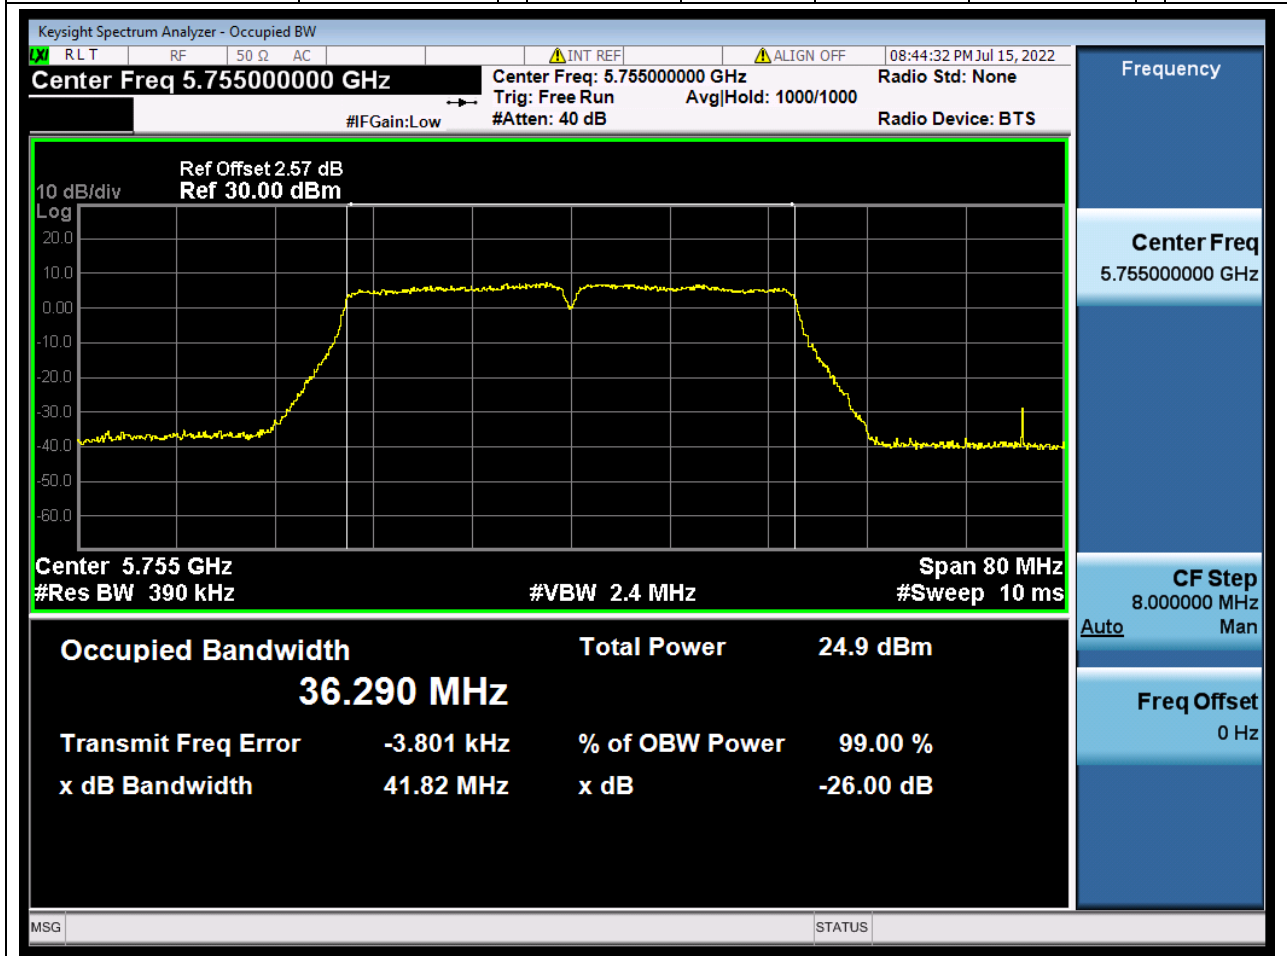 Keysight Spectrum Analyzer - Occupied BW
LXI RLT RF 50 Ω AC INT REF ALIGN OFF 08:44:32 PM Jul 15, 2022
Center Freq 5.755000000 GHz
Center Freq: 5.755000000 GHz
Radio Std: None
Trig: Free Run Avg|Hold: 1000/1000
#IFGain:Low
#Atten: 40 dB
Radio Device: BTS
Frequency
Ref Offset 2.57 dB
10 dB/div Ref 30.00 dBm
Log
20.0
10.0
0.00
-10.0
-20.0
-30.0
-40.0
-50.0
-60.0
Center 5.755 GHz Span 80 MHz
#Res BW 390 kHz #VBW 2.4 MHz #Sweep 10 ms
Center Freq
5.755000000 GHz
CF Step
8.000000 MHz
Auto Man
Freq Offset
0 Hz
Occupied Bandwidth Total Power 24.9 dBm
36.290 MHz
Transmit Freq Error -3.801 kHz % of OBW Power 99.00 %
x dB Bandwidth 41.82 MHz x dB -26.00 dB
MSG STATUS